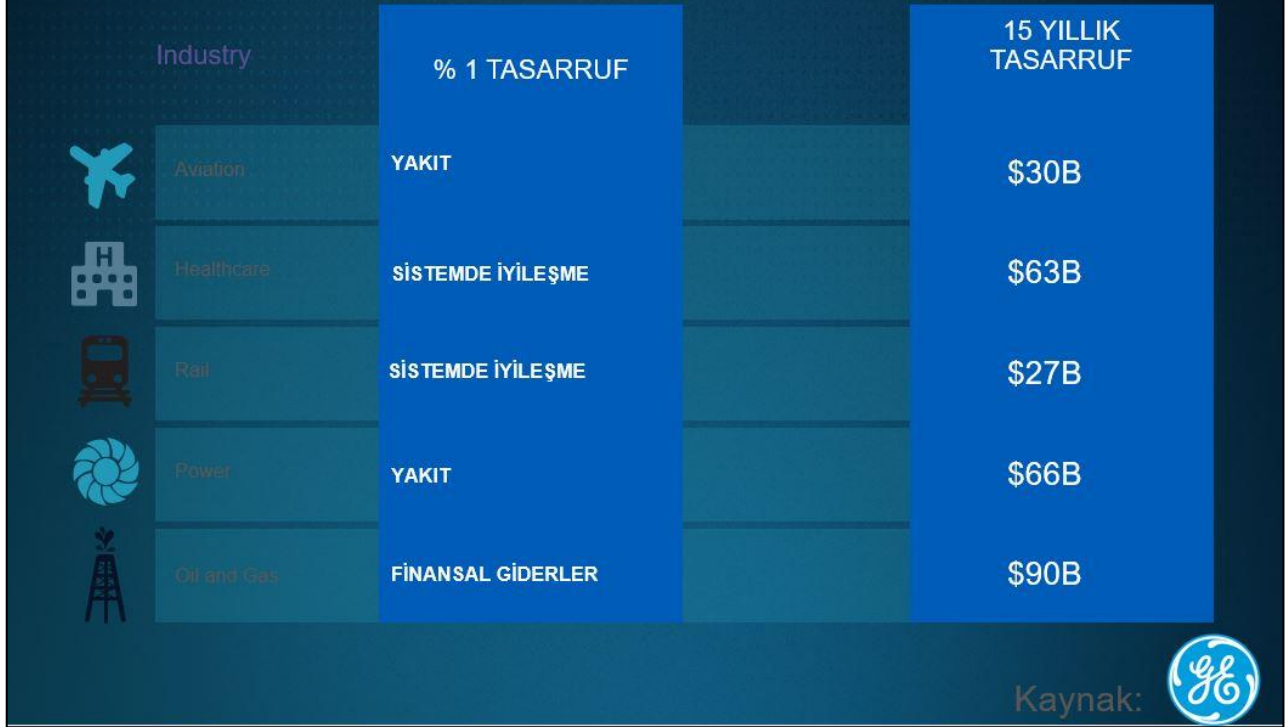 Industry
% 1 TASARRUF
15 YILLIK
TASARRUF
Aviation
YAKIT
$30B
H
Healthcare
SİSTEMDE İYİLEŞME
$63B
Rail
SİSTEMDE İYİLEŞME
$27B
Power
YAKIT
$66B
Oil and Gas
FİNANSAL GİDERLER
$90B
Kaynak:
GE